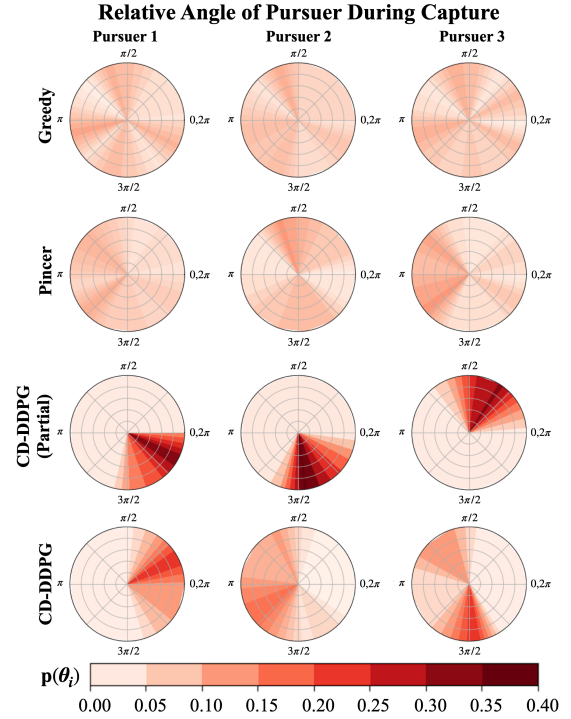 Relative Angle of Pursuer During Capture
Pursuer 1 Pursuer 2 Pursuer 3
π/2 π/2 π/2
Greedy
π 0,2π π 0,2π π 0,2π
3π/2 3π/2 3π/2
π/2 π/2 π/2
Pincer
π 0,2π π 0,2π π 0,2π
3π/2 3π/2 3π/2
π/2 π/2 π/2
CD-DDPG
(Partial)
π 0,2π π 0,2π π 0,2π
3π/2 3π/2 3π/2
π/2 π/2 π/2
CD-DDPG
π 0,2π π 0,2π π 0,2π
3π/2 3π/2 3π/2
p(θi)
0.00 0.05 0.10 0.15 0.20 0.25 0.30 0.35 0.40